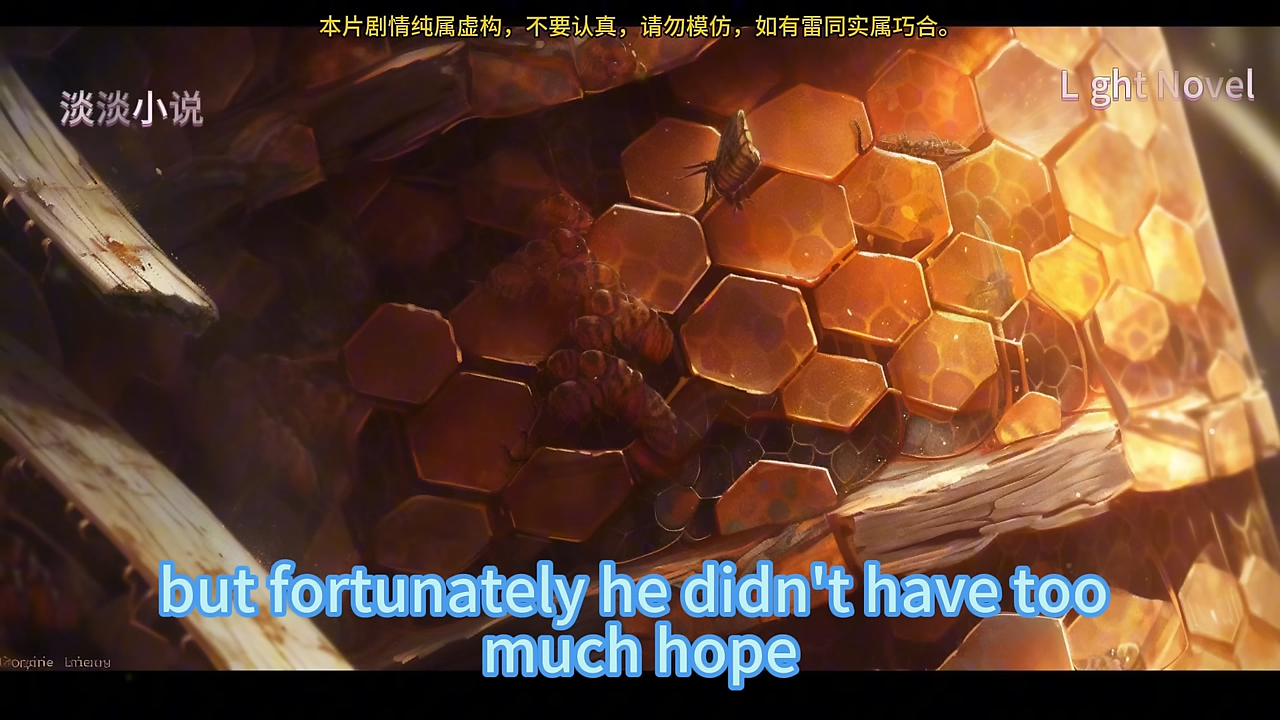 本片剧情纯属虚构，不要认真，请勿模仿，如有雷同实属巧合。
淡淡小说
L ght Novel
but fortunately he didn't have too
much hope